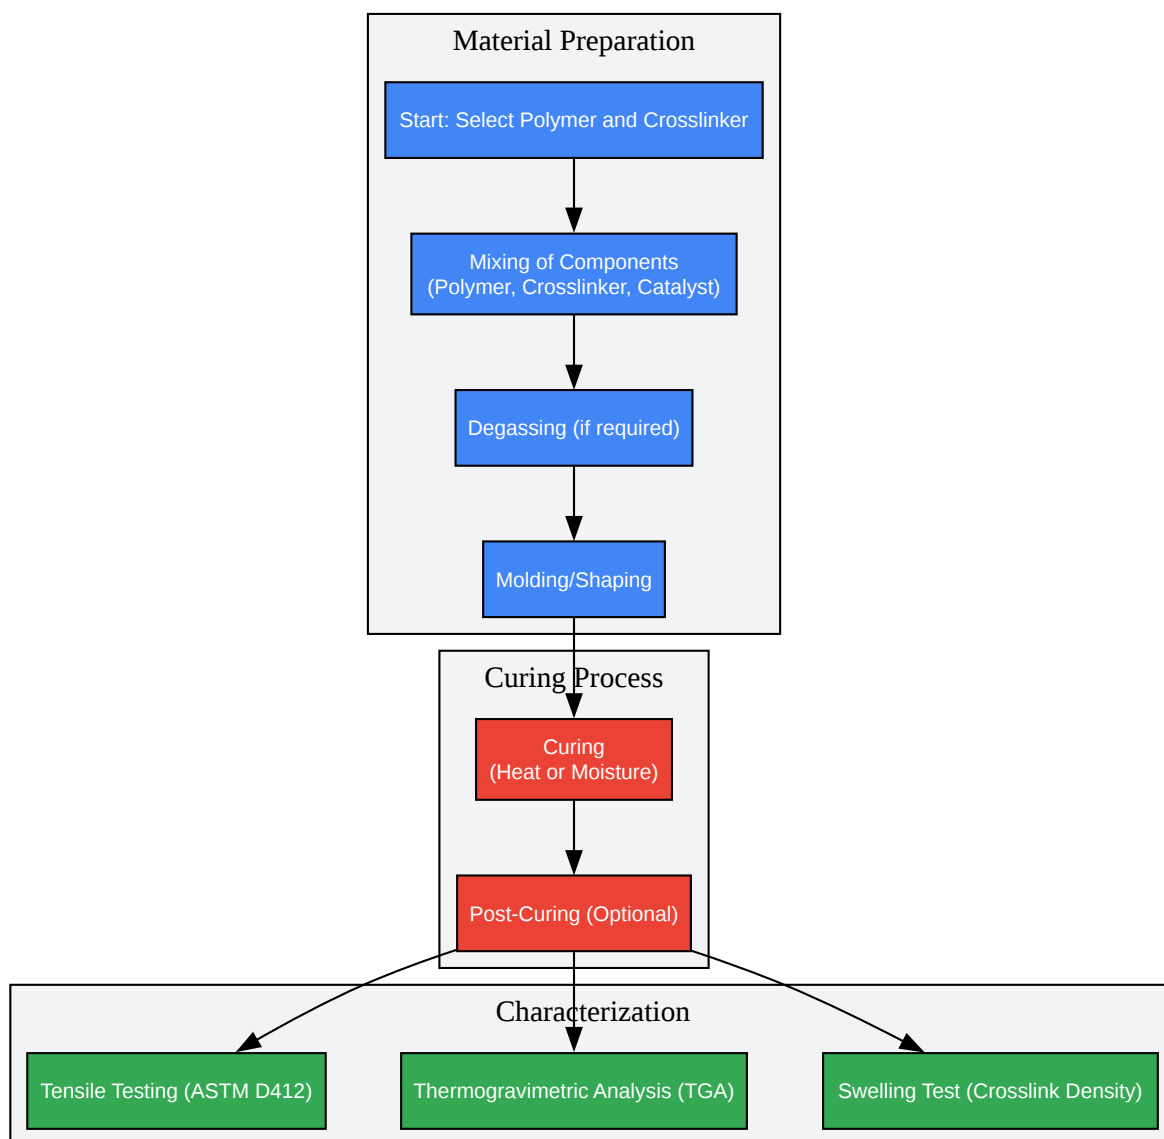 Material Preparation
Start: Select Polymer and Crosslinker
Mixing of Components
(Polymer, Crosslinker, Catalyst)
Degassing (if required)
Molding/Shaping
Curing Process
Curing
(Heat or Moisture)
Post-Curing (Optional)
Characterization
Tensile Testing (ASTM D412)
Thermogravimetric Analysis (TGA)
Swelling Test (Crosslink Density)